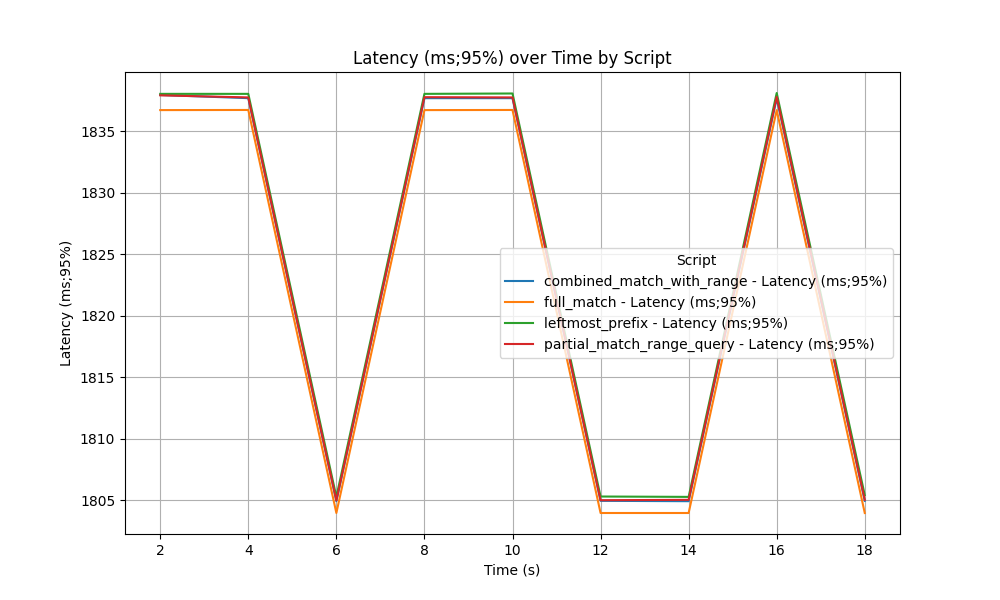 Latency (ms;95%) over Time by Script
Latency (ms;95%)
1835
1830
1825
1820
1815
1810
1805
Script
combined_match_with_range - Latency (ms;95%)
full_match - Latency (ms;95%)
leftmost_prefix - Latency (ms;95%)
partial_match_range_query - Latency (ms;95%)
2 4 6 8 10 12 14 16 18
Time (s)